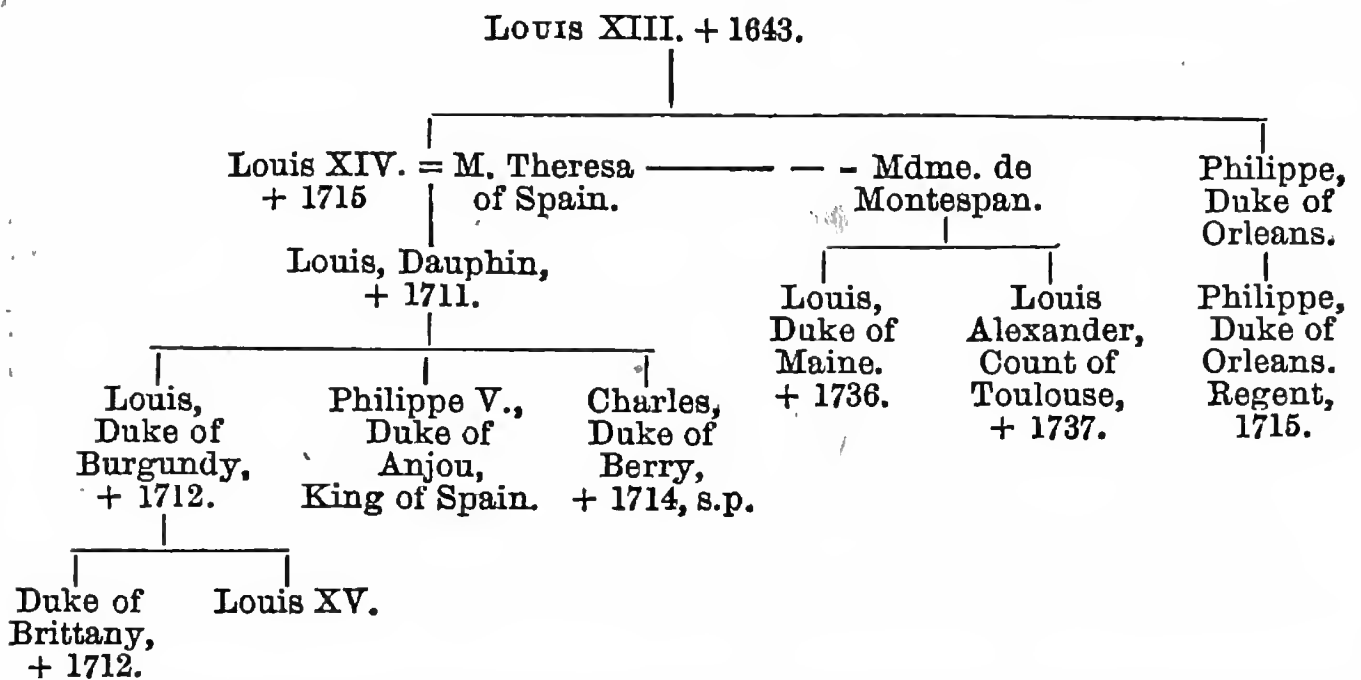 Louis XIII. + 1643.
Louis XIV. = M. Theresa — — - Mdme. de
+ 1715 of Spain.
Montespan.
Philippe,
Duke of
Orleans.
Louis, Dauphin,
+ 1711.
Louis,
Duke of
Maine.
+ 1736.
Louis
Alexander,
Count of
Toulouse,
+ 1737.
Philippe,
Duke of
Orleans.
Regent,
1715.
Louis,
Duke of
Burgundy,
+ 1712.
Philippe V.,
Duke of
Anjou,
King of Spain.
Charles,
Duke of
Berry,
+ 1714, s.p.
Duke of
Brittany,
+ 1712.
Louis XV.